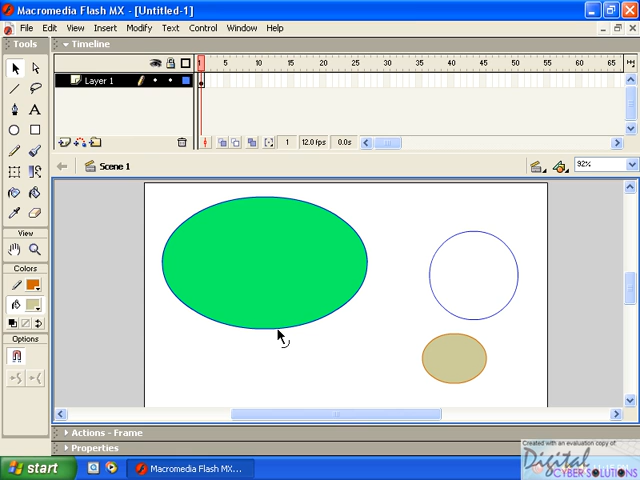 Macromedia Flash MX - [Untitled-1]
File Edit View Insert Modify Text Control Window Help
Tools
Timeline
1 5 10 15 20 25 30 35 40 45 50 55 60 65
Layer 1
1 12.0 fps 0.0s
Scene 1
92%
View
Colors
Options
Actions - Frame
Properties
Created with an evaluation copy of
Digital
CYBER SOLUTIONS
start
Macromedia Flash MX...